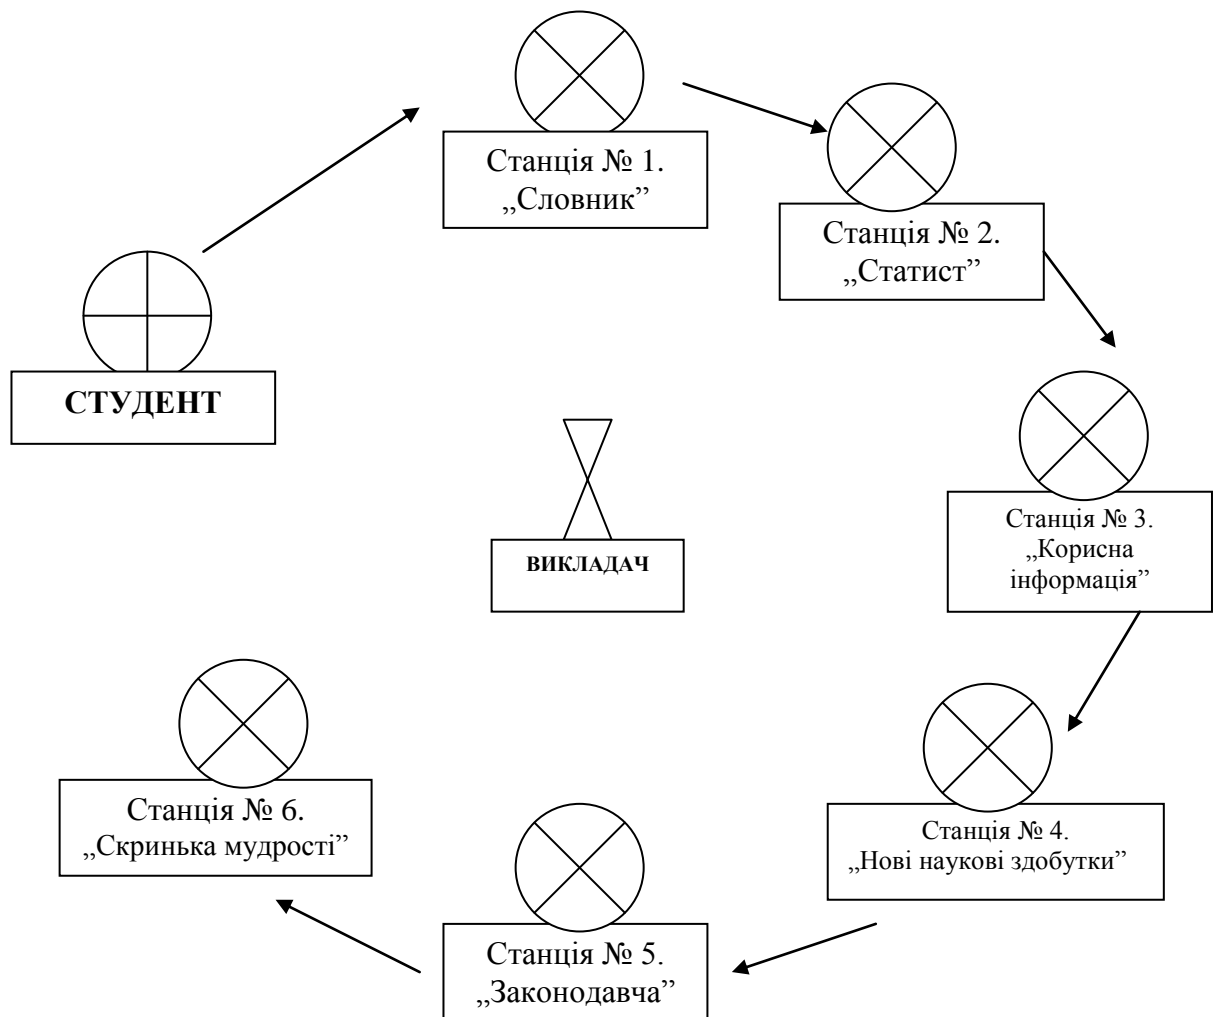 Станція № 1.
„Словник”
Станція № 2.
„Статист”
СТУДЕНТ
Станція № 3.
„Корисна
інформація”
ВИКЛАДАЧ
Станція № 4.
„Нові наукові здобутки”
Станція № 6.
„Скринька мудрості”
Станція № 5.
„Законодавча”